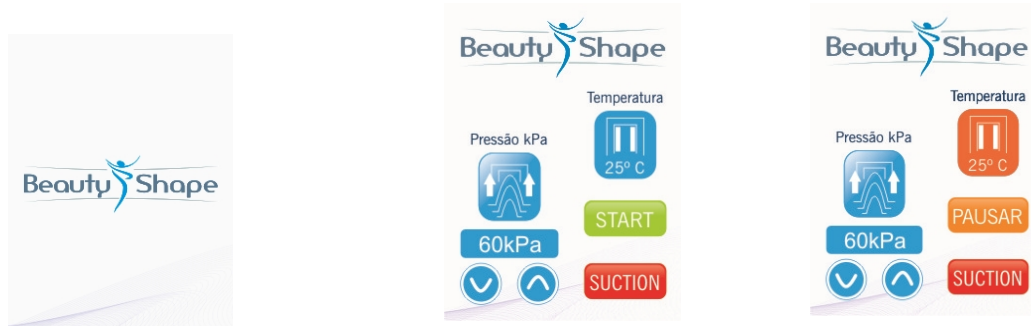 Beauty Shape
Beauty Shape
Temperatura
Pressão kPa
25º C
START
60kPa
SUCTION
Beauty Shape
Temperatura
Pressão kPa
25º C
PAUSAR
60kPa
SUCTION